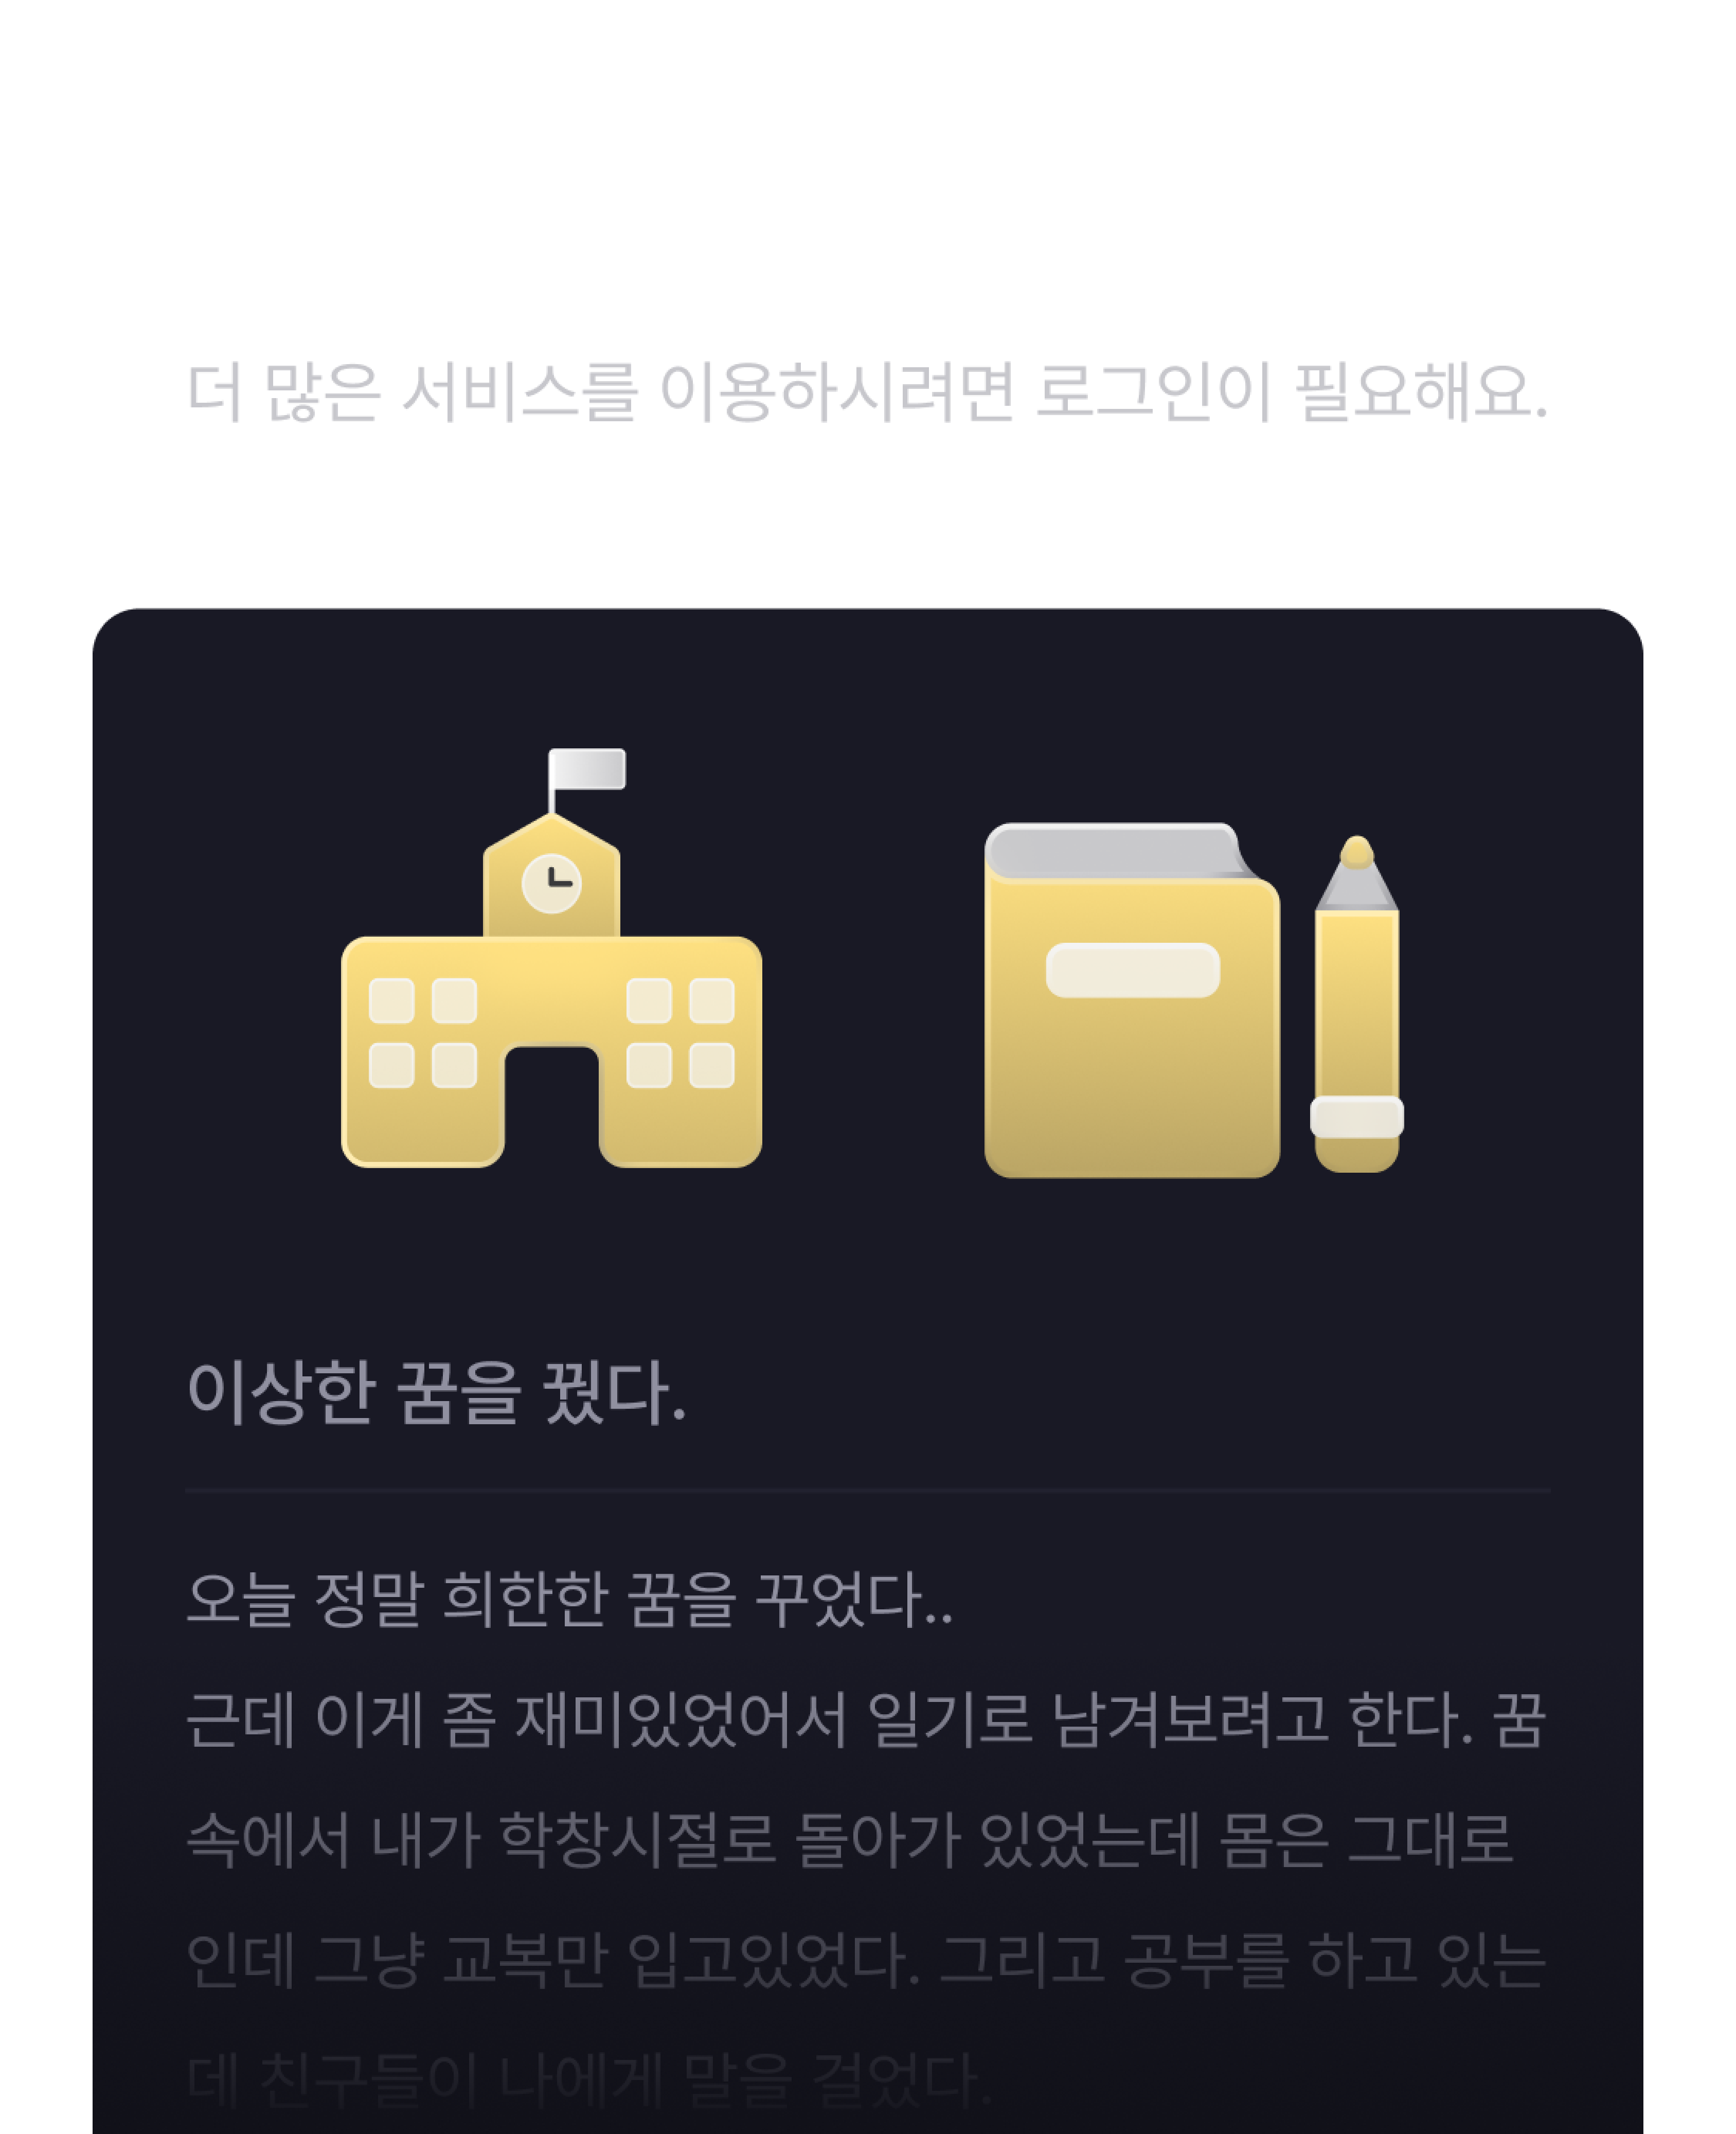 더 많은 서비스를 이용하시려면 로그인이 필요해요.
이상한 꿈을 꿨다.
오늘 정말 희한한 꿈을 꾸었다..
근데 이게 좀 재미있었어서 일기로 남겨보려고 한다. 꿈
속에서 내가 학창시절로 돌아가 있었는데 몸은 그대로
인데 그냥 교복만 입고있었다. 그리고 공부를 하고 있는
데 친구들이 나에게 말을 걸었다.